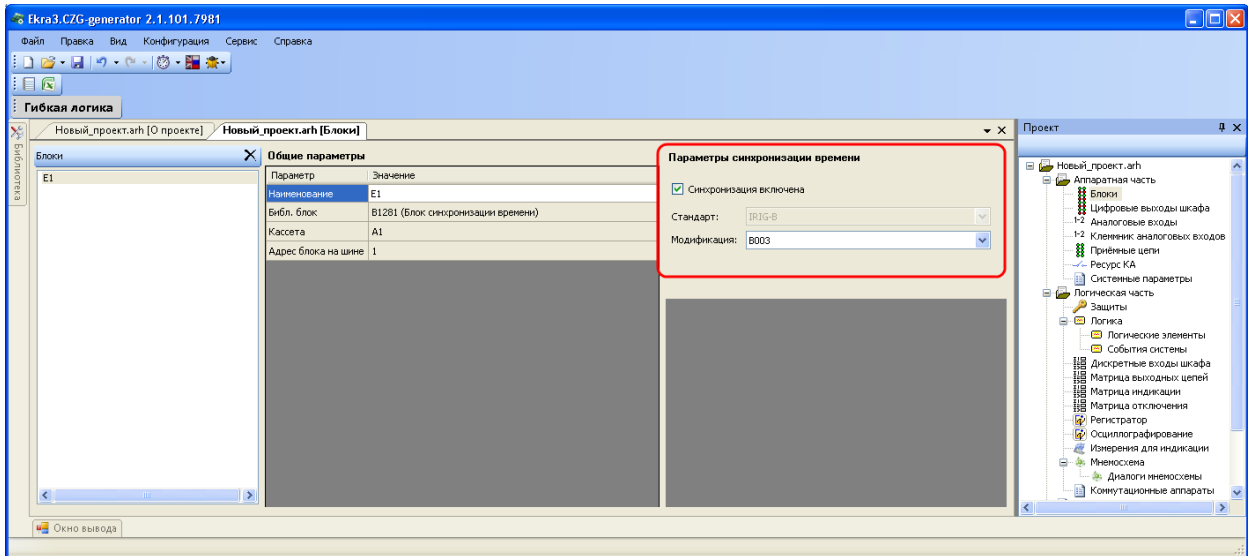 Ekra3.CZG-generator 2.1.101.7981
Файл Правка Вид Конфигурация Сервис Справка
Гибкая логика
Библиотека
Новый_проект.arh [О проекте] Новый_проект.arh [Блоки]
Блоки
E1
Общие параметры
Параметр Значение
Наименование E1
Библ. блок B1281 (Блок синхронизации времени)
Кассета A1
Адрес блока на шине 1
Параметры синхронизации времени
Синхронизация включена
Стандарт: IRIG-B
Модификация: B003
Проект
Новый_проект.arh
Аппаратная часть
Блоки
Цифровые выходы шкафа
1-2 Аналоговые входы
1-2 Клеммник аналоговых входов
Приёмные цепи
Ресурс КА
Системные параметры
Логическая часть
Защиты
Логика
Логические элементы
События системы
Дискретные входы шкафа
Матрица выходных цепей
Матрица индикации
Матрица отключения
Регистратор
Осциллографирование
Измерения для индикации
Мнемосхема
Диалоги мнемосхемы
Коммутационные аппараты
Окно вывода